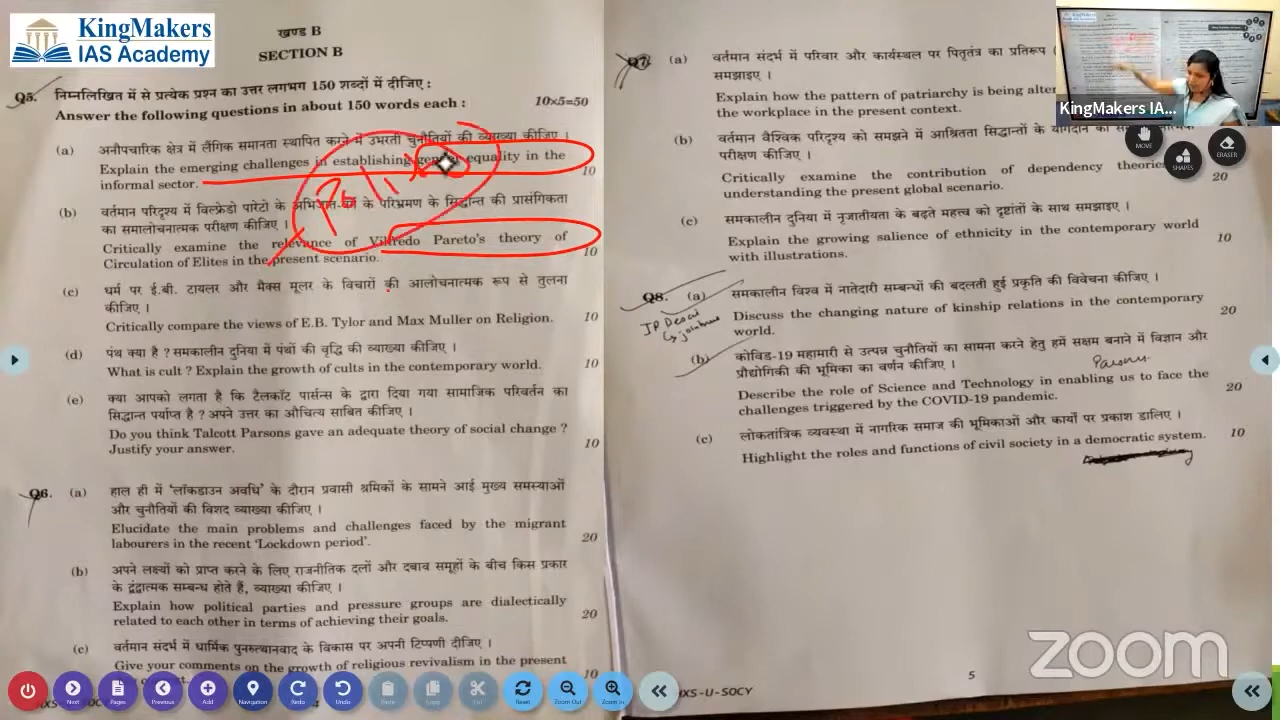 KingMakers
IAS Academy
खण्ड B
SECTION B
Q5. निम्नलिखित में से प्रत्येक प्रश्न का उत्तर लगभग 150 शब्दों में दीजिए :
Answer the following questions in about 150 words each : 10×5=50
(a) अनौपचारिक क्षेत्र में लैंगिक समानता स्थापित करने में उभरती चुनौतियों की व्याख्या कीजिए ।
Explain the emerging challenges in establishing gender equality in the
informal sector. 10
(b) वर्तमान परिदृश्य में विल्फ्रेडो पारेटो के के परिभ्रमण के सिद्धान्त की प्रासंगिकता
का समालोचनात्मक परीक्षण कीजिए ।
Critically examine the relevance of Vilfredo Pareto's theory of
Circulation of Elites in the present scenario. 10
(c) धर्म पर ई.बी. टायलर और मैक्स मूलर के विचारों की आलोचनात्मक रूप से तुलना
कीजिए ।
Critically compare the views of E.B. Tylor and Max Muller on Religion. 10
(d) पंथ क्या है ? समकालीन दुनिया में पंथों की वृद्धि की व्याख्या कीजिए ।
What is cult ? Explain the growth of cults in the contemporary world. 10
(e) क्या आपको लगता है कि टैलकॉट पार्सन्स के द्वारा दिया गया सामाजिक परिवर्तन का
सिद्धान्त पर्याप्त है ? अपने उत्तर का औचित्य साबित कीजिए ।
Do you think Talcott Parsons gave an adequate theory of social change ?
Justify your answer. 10
Q6. (a) हाल ही में 'लॉकडाउन अवधि' के दौरान प्रवासी श्रमिकों के सामने आई मुख्य समस्याओं
और चुनौतियों की विशद व्याख्या कीजिए ।
Elucidate the main problems and challenges faced by the migrant
labourers in the recent 'Lockdown period'. 20
(b) अपने लक्ष्यों को प्राप्त करने के लिए राजनीतिक दलों और दबाव समूहों के बीच किस प्रकार
के द्वंद्वात्मक सम्बन्ध होते हैं, व्याख्या कीजिए ।
Explain how political parties and pressure groups are dialectically
related to each other in terms of achieving their goals. 20
(c) वर्तमान संदर्भ में धार्मिक पुनरुत्थानवाद के विकास पर अपनी टिप्पणी दीजिए ।
Give your comments on the growth of religious revivalism in the present
10
Q7. (a) वर्तमान संदर्भ में परिवार और कार्यस्थल पर पितृतंत्र का प्रतिरूप
समझाइए ।
Explain how the pattern of patriarchy is being
the workplace in the present context.
(b) वर्तमान वैश्विक परिदृश्य को समझने में आश्रितता सिद्धान्तों के
परीक्षण कीजिए ।
Critically examine the contribution of dependency
understanding the present global scenario. 20
(c) समकालीन दुनिया में नृजातीयता के बढ़ते महत्त्व को दृष्टांतों के साथ समझाइए ।
Explain the growing salience of ethnicity in the contemporary world
with illustrations. 10
Q8. (a) समकालीन विश्व में नातेदारी सम्बन्धों की बदलती हुई प्रकृति की विवेचना कीजिए ।
Discuss the changing nature of kinship relations in the contemporary
world. 20
(b) कोविड-19 महामारी से उत्पन्न चुनौतियों का सामना करने हेतु हमें सक्षम बनाने में विज्ञान और
प्रौद्योगिकी की भूमिका का वर्णन कीजिए ।
Describe the role of Science and Technology in enabling us to face the
challenges triggered by the COVID-19 pandemic. 20
(c) लोकतांत्रिक व्यवस्था में नागरिक समाज की भूमिकाओं और कार्यों पर प्रकाश डालिए ।
Highlight the roles and functions of civil society in a democratic system. 10
5
-U-SOCY
KingMakers IA...
MOVE
SHAPES
ERASER
zoom
Next
Pages
Previous
Add
Navigation
Redo
Undo
Reset
Zoom Out
Zoom In